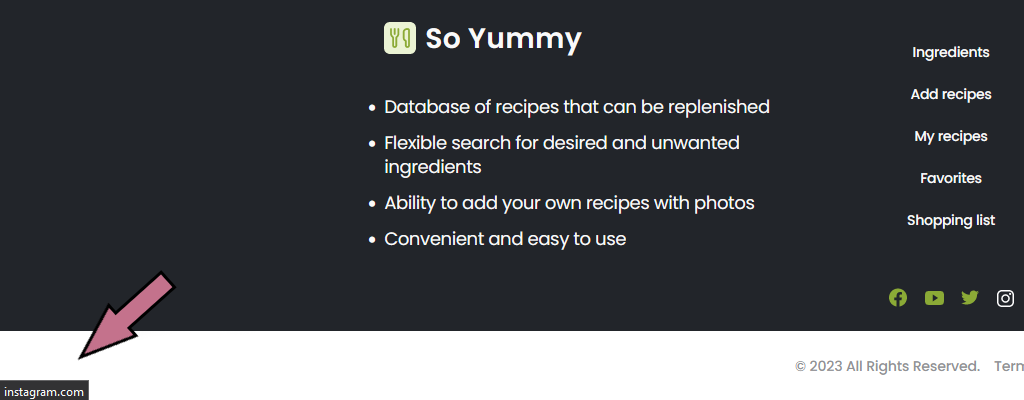 So Yummy
• Database of recipes that can be replenished
• Flexible search for desired and unwanted
ingredients
• Ability to add your own recipes with photos
• Convenient and easy to use
Ingredients
Add recipes
My recipes
Favorites
Shopping list
© 2023 All Rights Reserved.
instagram.com